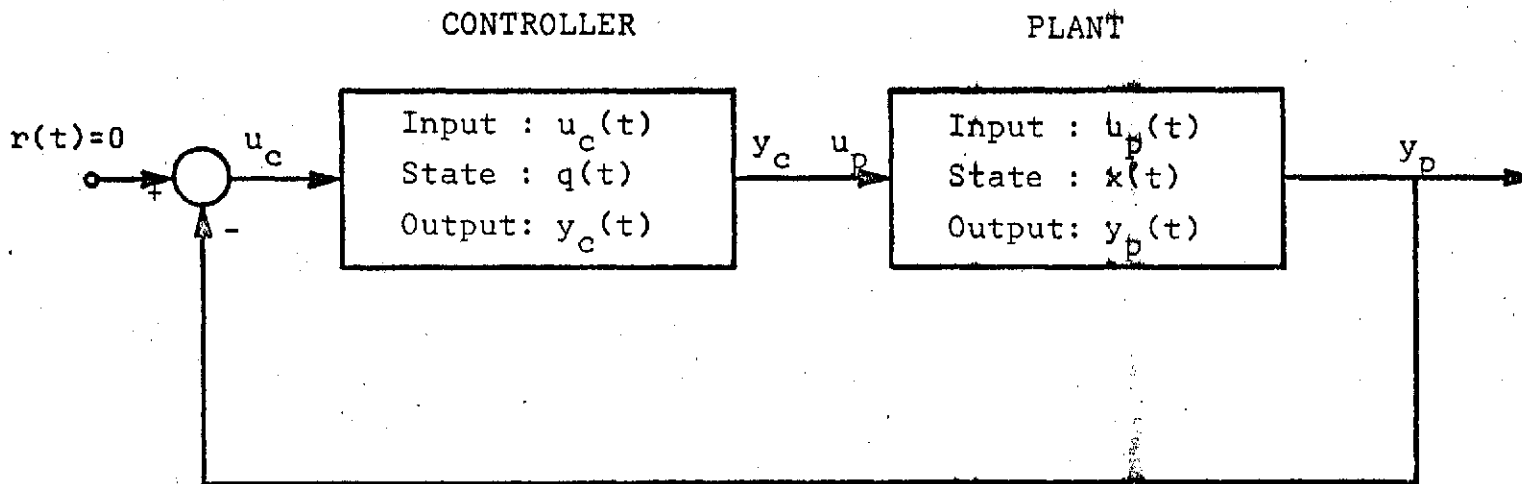 CONTROLLER
PLANT
r(t)=0
+
-
u_c
Input : u_c(t)
State : q(t)
Output: y_c(t)
y_c
u_p
Input : u_p(t)
State : x(t)
Output: y_p(t)
y_p